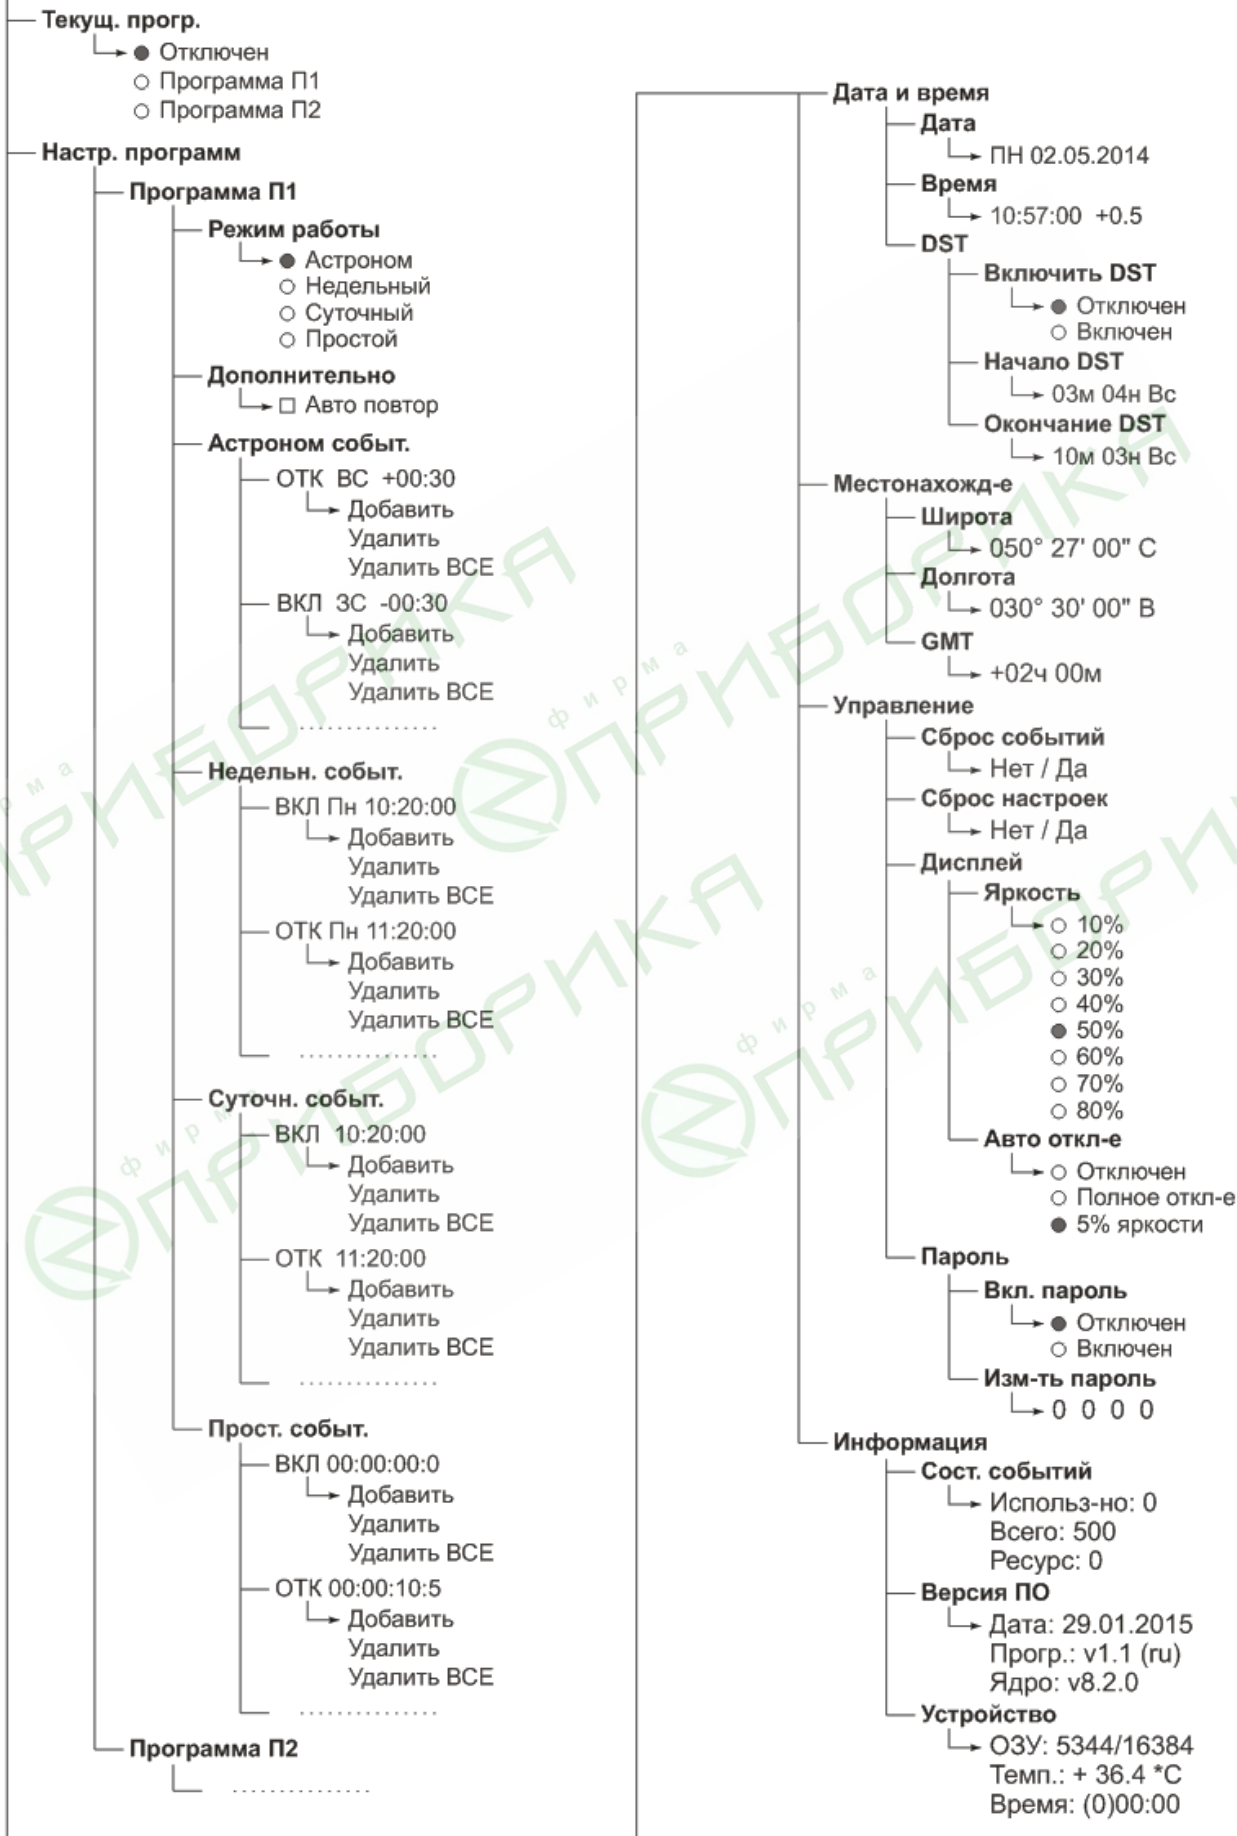 Текущ. прогр.
Отключен
Программа П1
Программа П2
Настр. программ
Программа П1
Режим работы
Астроном
Недельный
Суточный
Простой
Дополнительно
Авто повтор
Астроном событ.
ОТК ВС +00:30
Добавить
Удалить
Удалить ВСЕ
ВКЛ ЗС -00:30
Добавить
Удалить
Удалить ВСЕ
Недельн. событ.
ВКЛ Пн 10:20:00
Добавить
Удалить
Удалить ВСЕ
ОТК Пн 11:20:00
Добавить
Удалить
Удалить ВСЕ
Суточн. событ.
ВКЛ 10:20:00
Добавить
Удалить
Удалить ВСЕ
ОТК 11:20:00
Добавить
Удалить
Удалить ВСЕ
Прост. событ.
ВКЛ 00:00:00:0
Добавить
Удалить
Удалить ВСЕ
ОТК 00:00:10:5
Добавить
Удалить
Удалить ВСЕ
Программа П2
Дата и время
Дата
ПН 02.05.2014
Время
10:57:00 +0.5
DST
Включить DST
Отключен
Включен
Начало DST
03м 04н Вс
Окончание DST
10м 03н Вс
Местонахожд-е
Широта
050° 27' 00" С
Долгота
030° 30' 00" В
GMT
+02ч 00м
Управление
Сброс событий
Нет / Да
Сброс настроек
Нет / Да
Дисплей
Яркость
10%
20%
30%
40%
50%
60%
70%
80%
Авто откл-е
Отключен
Полное откл-е
5% яркости
Пароль
Вкл. пароль
Отключен
Включен
Изм-ть пароль
0 0 0 0
Информация
Сост. событий
Использ-но: 0
Всего: 500
Ресурс: 0
Версия ПО
Дата: 29.01.2015
Прогр.: v1.1 (ru)
Ядро: v8.2.0
Устройство
ОЗУ: 5344/16384
Темп.: + 36.4 *C
Время: (0)00:00
фирма
ПРИБОРИКА
фирма
ПРИБОРИКА
фирма
ПРИБОРИКА
фирма
ПРИБОРИКА